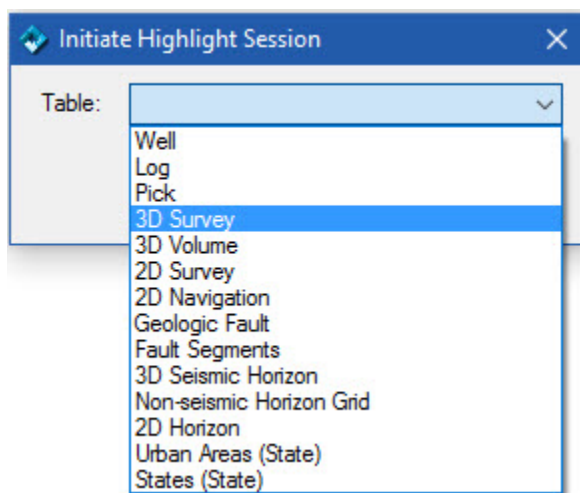 Initiate Highlight Session
Table:
Well
Log
Pick
3D Survey
3D Volume
2D Survey
2D Navigation
Geologic Fault
Fault Segments
3D Seismic Horizon
Non-seismic Horizon Grid
2D Horizon
Urban Areas (State)
States (State)